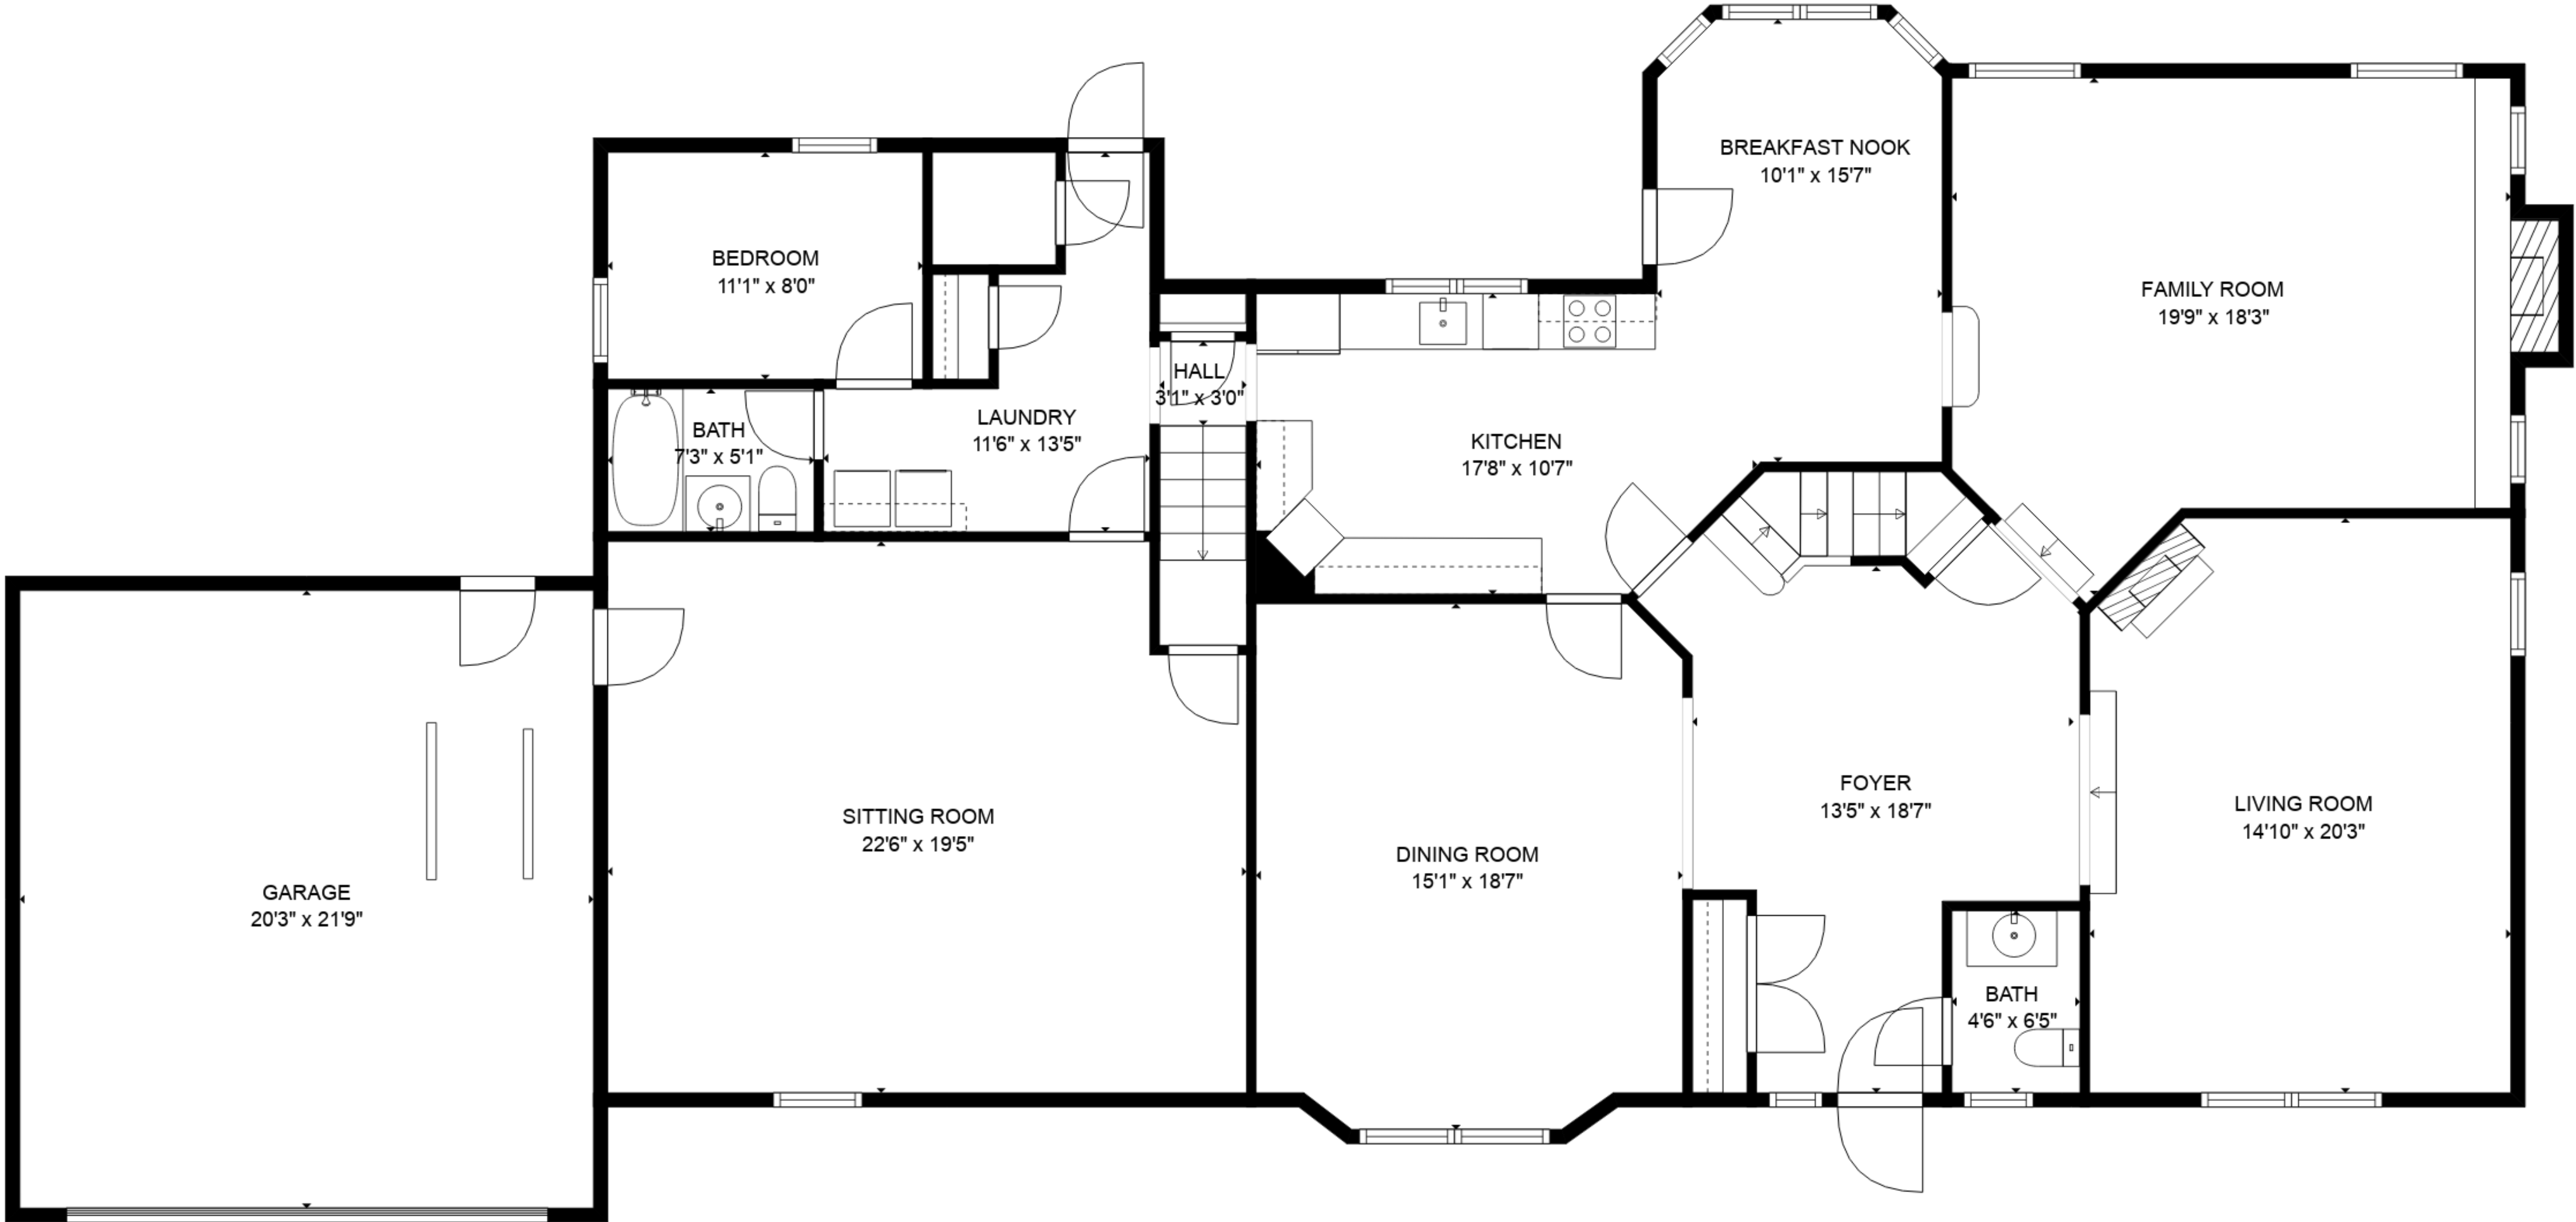 BREAKFAST NOOK
10'1" x 15'7"
BEDROOM
11'1" x 8'0"
FAMILY ROOM
19'9" x 18'3"
HALL
3'1" x 3'0"
LAUNDRY
11'6" x 13'5"
BATH
7'3" x 5'1"
KITCHEN
17'8" x 10'7"
SITTING ROOM
22'6" x 19'5"
FOYER
13'5" x 18'7"
LIVING ROOM
14'10" x 20'3"
DINING ROOM
15'1" x 18'7"
GARAGE
20'3" x 21'9"
BATH
4'6" x 6'5"